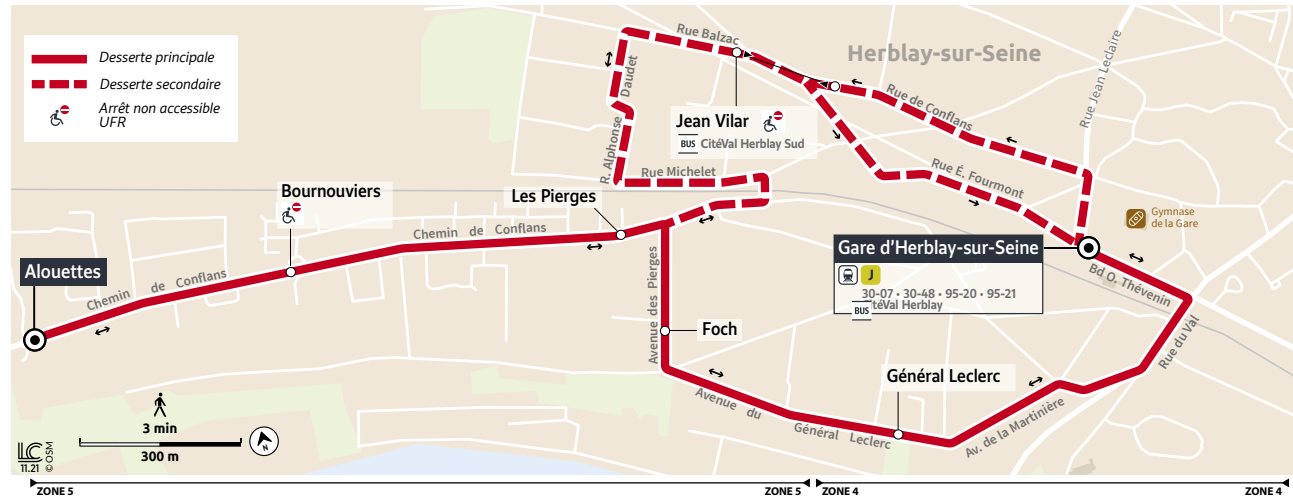 Desserte principale
Desserte secondaire
Arrêt non accessible
UFR
Rue Balzac
Herblay-sur-Seine
Rue Jean Leclaire
R. Alphonse Daudet
Rue de Conflans
Jean Vilar
BUS CitéVal Herblay Sud
Rue Michelet
Rue É. Fourmont
Bournouviers
Les Pierges
Chemin de Conflans
Gymnase
de la Gare
Gare d'Herblay-sur-Seine
J
30-07 • 30-48 • 95-20 • 95-21
BUS CitéVal Herblay
Bd O. Thévenin
Alouettes
Chemin de Conflans
Avenue des Pierges
Foch
Rue du Val
Général Leclerc
Avenue du
Général Leclerc
Av. de la Martinière
3 min
300 m
N
LC
11.21
© OSM
ZONE 5
ZONE 5
ZONE 4
ZONE 4